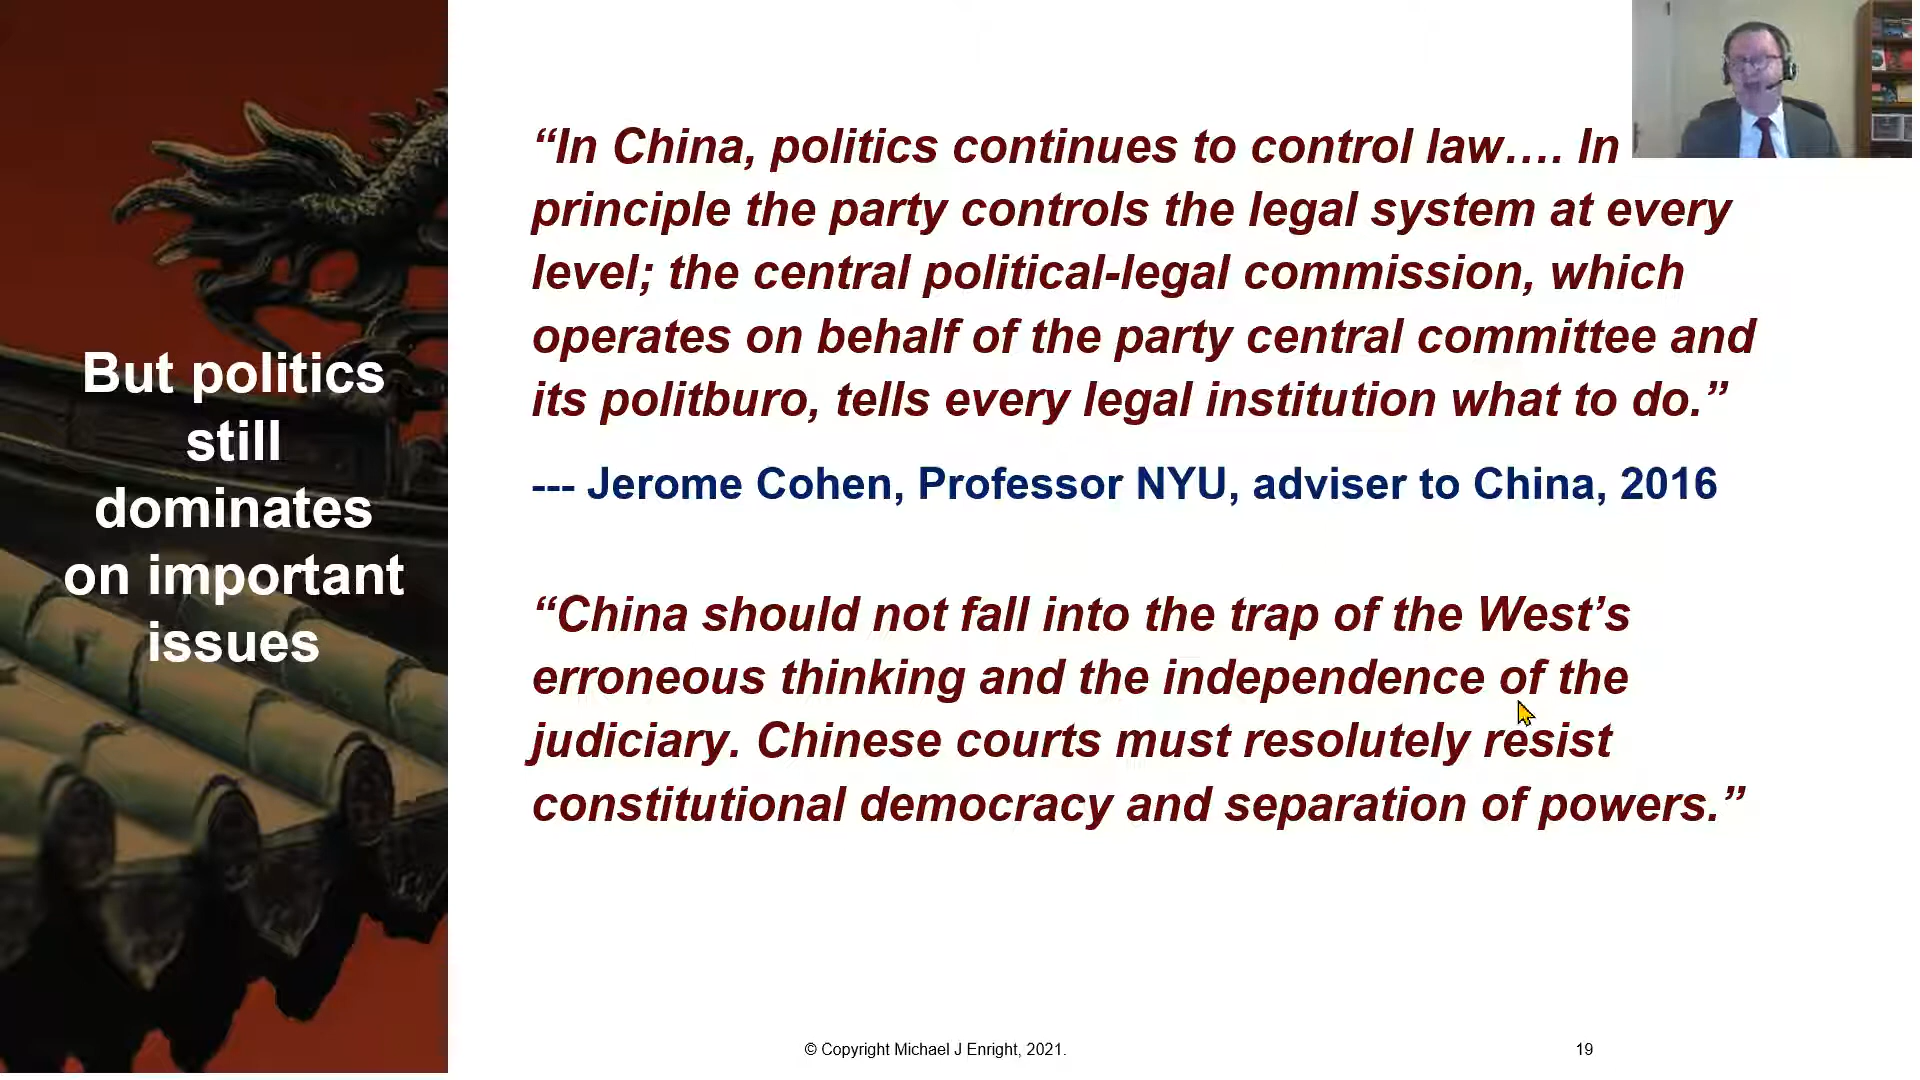 But politics
still
dominates
on important
issues
“In China, politics continues to control law…. In
principle the party controls the legal system at every
level; the central political-legal commission, which
operates on behalf of the party central committee and
its politburo, tells every legal institution what to do.”
--- Jerome Cohen, Professor NYU, adviser to China, 2016
“China should not fall into the trap of the West’s
erroneous thinking and the independence of the
judiciary. Chinese courts must resolutely resist
constitutional democracy and separation of powers.”
© Copyright Michael J Enright, 2021.
19